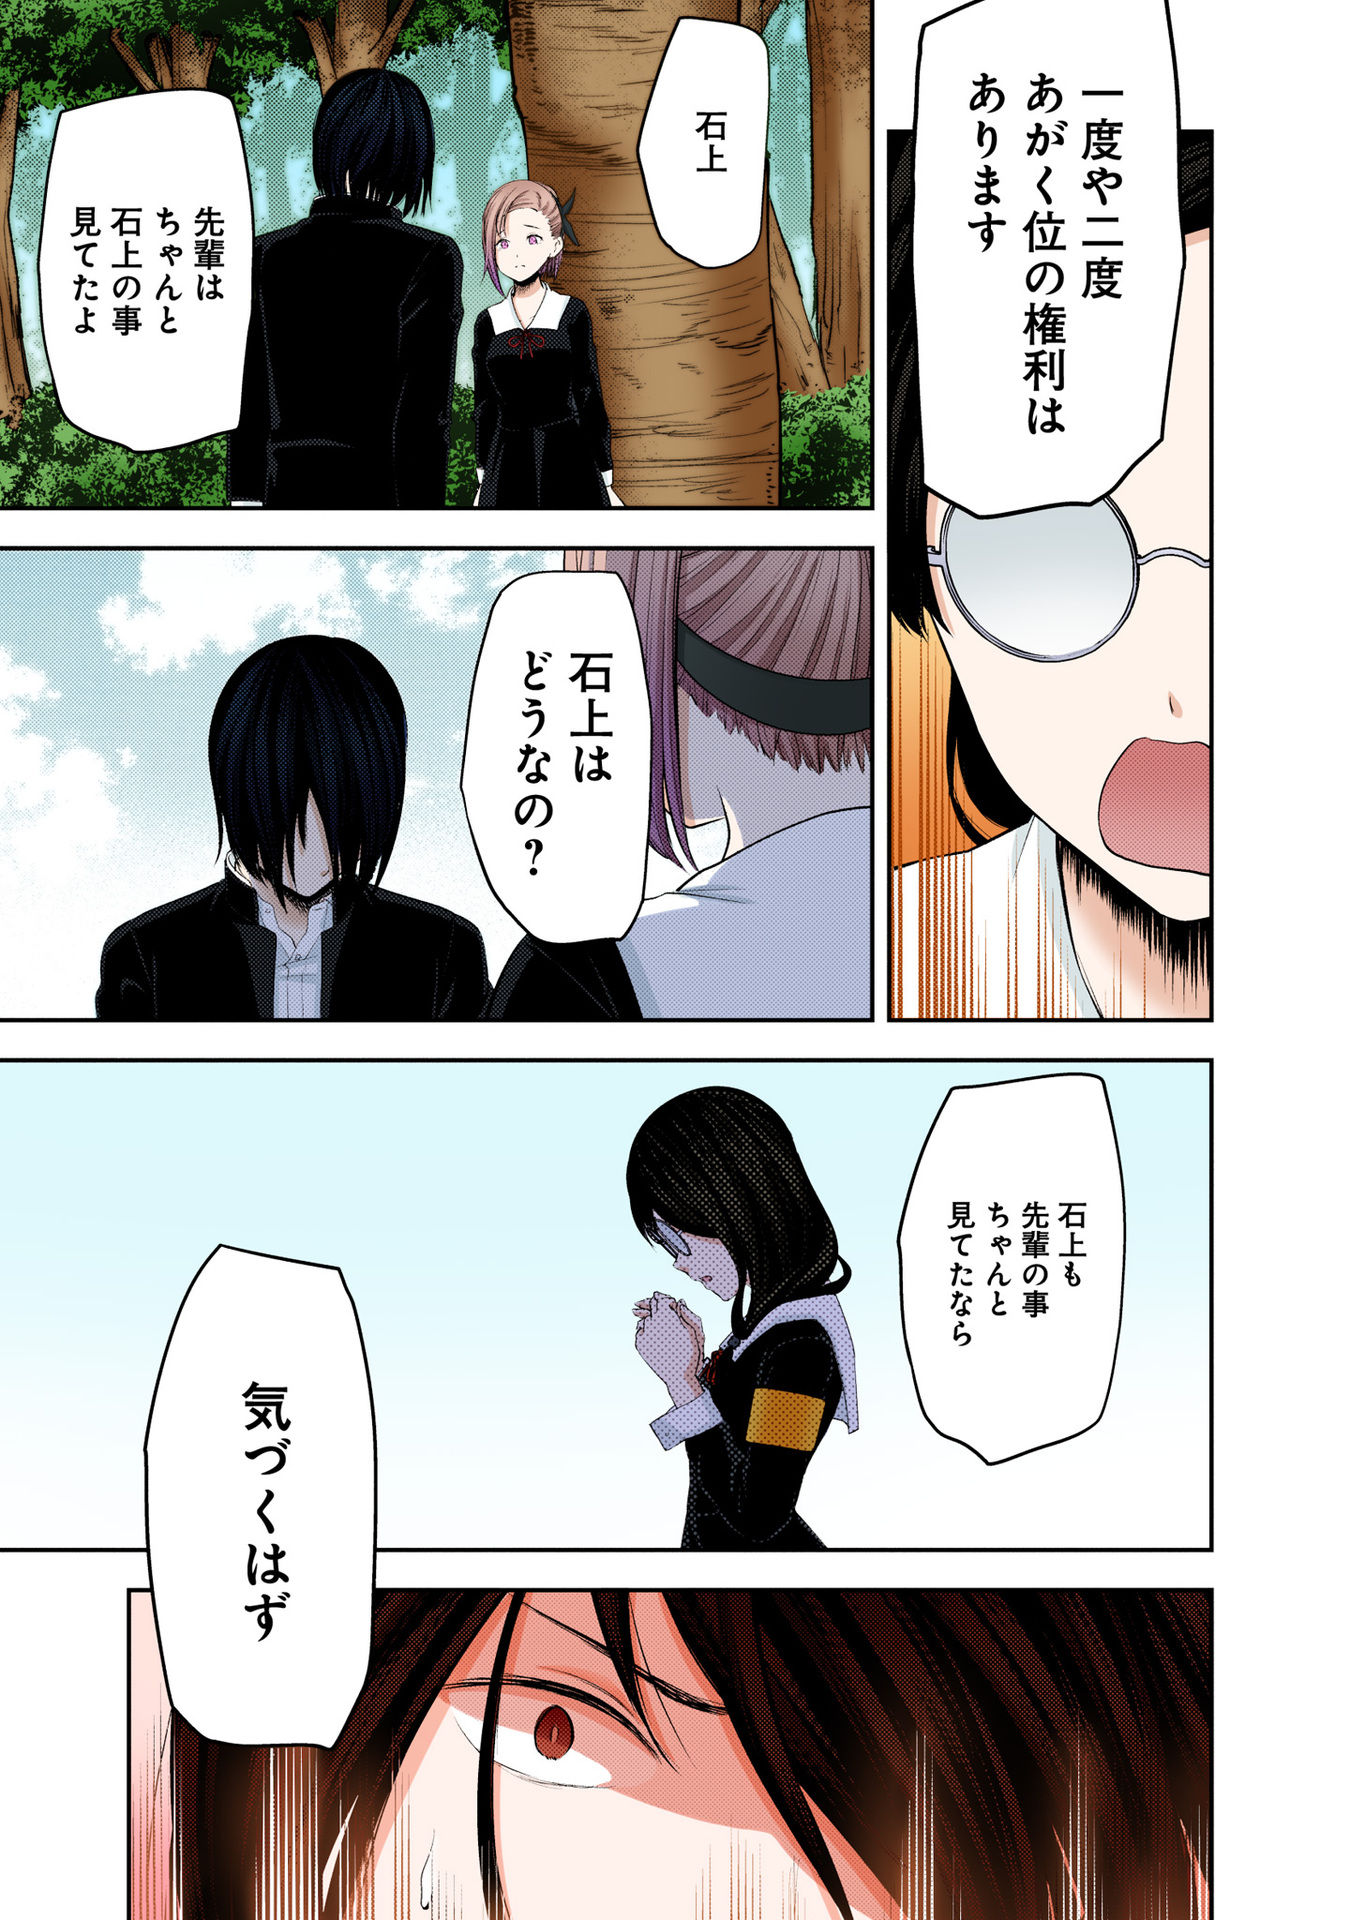 一度や二度
あがく位の権利は
あります
石上
先輩は
ちゃんと
石上の事
見てたよ
石上は
どうなの？
石上も
先輩の事
ちゃんと
見てたなら
気づくはず